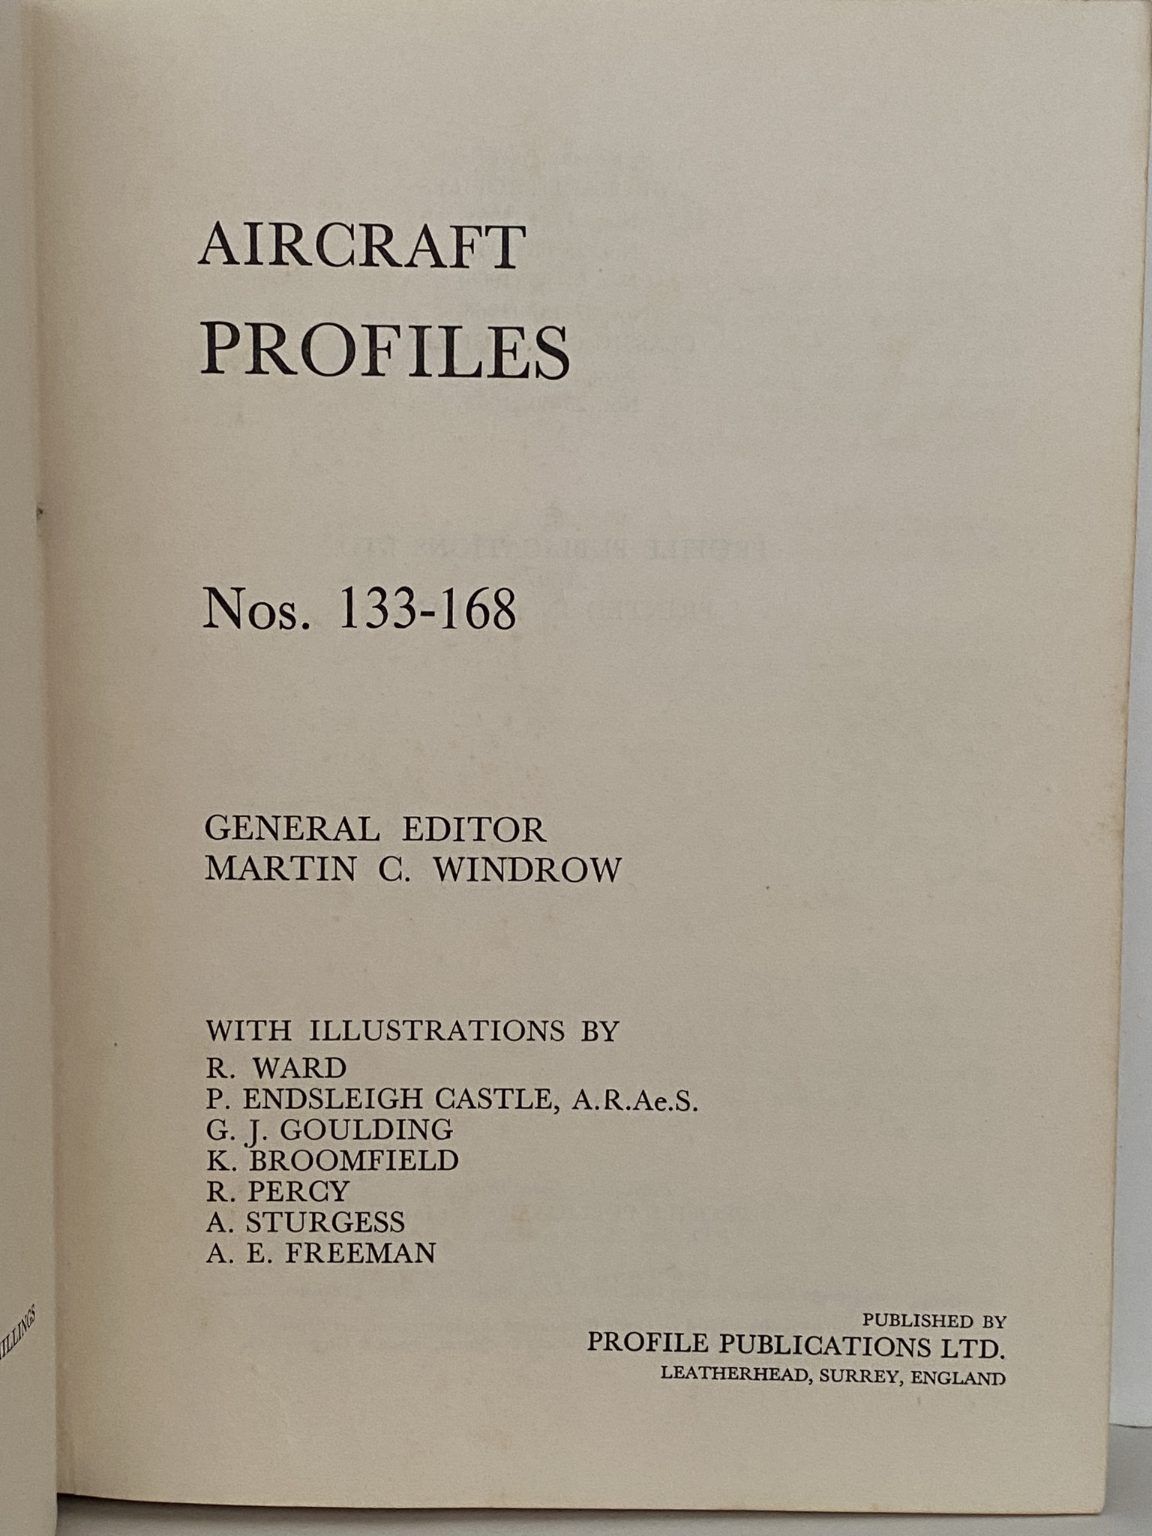 AIRCRAFT
PROFILES
Nos. 133-168
GENERAL EDITOR
MARTIN C. WINDROW
WITH ILLUSTRATIONS BY
R. WARD
P. ENDSLEIGH CASTLE, A.R.Ae.S.
G. J. GOULDING
K. BROOMFIELD
R. PERCY
A. STURGESS
A. E. FREEMAN
PUBLISHED BY
PROFILE PUBLICATIONS LTD.
LEATHERHEAD, SURREY, ENGLAND